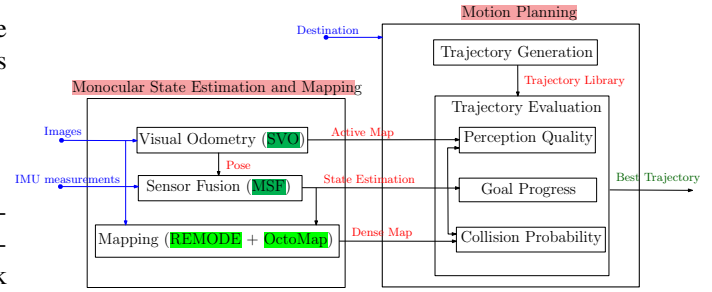 e
s
-
-
k
Motion Planning
Destination
Trajectory Generation
Trajectory Library
Monocular State Estimation and Mapping
Trajectory Evaluation
Images
Visual Odometry (SVO)
Active Map
Perception Quality
Pose
IMU measurements
Sensor Fusion (MSF)
State Estimation
Goal Progress
Best Trajectory
Mapping (REMODE + OctoMap)
Dense Map
Collision Probability